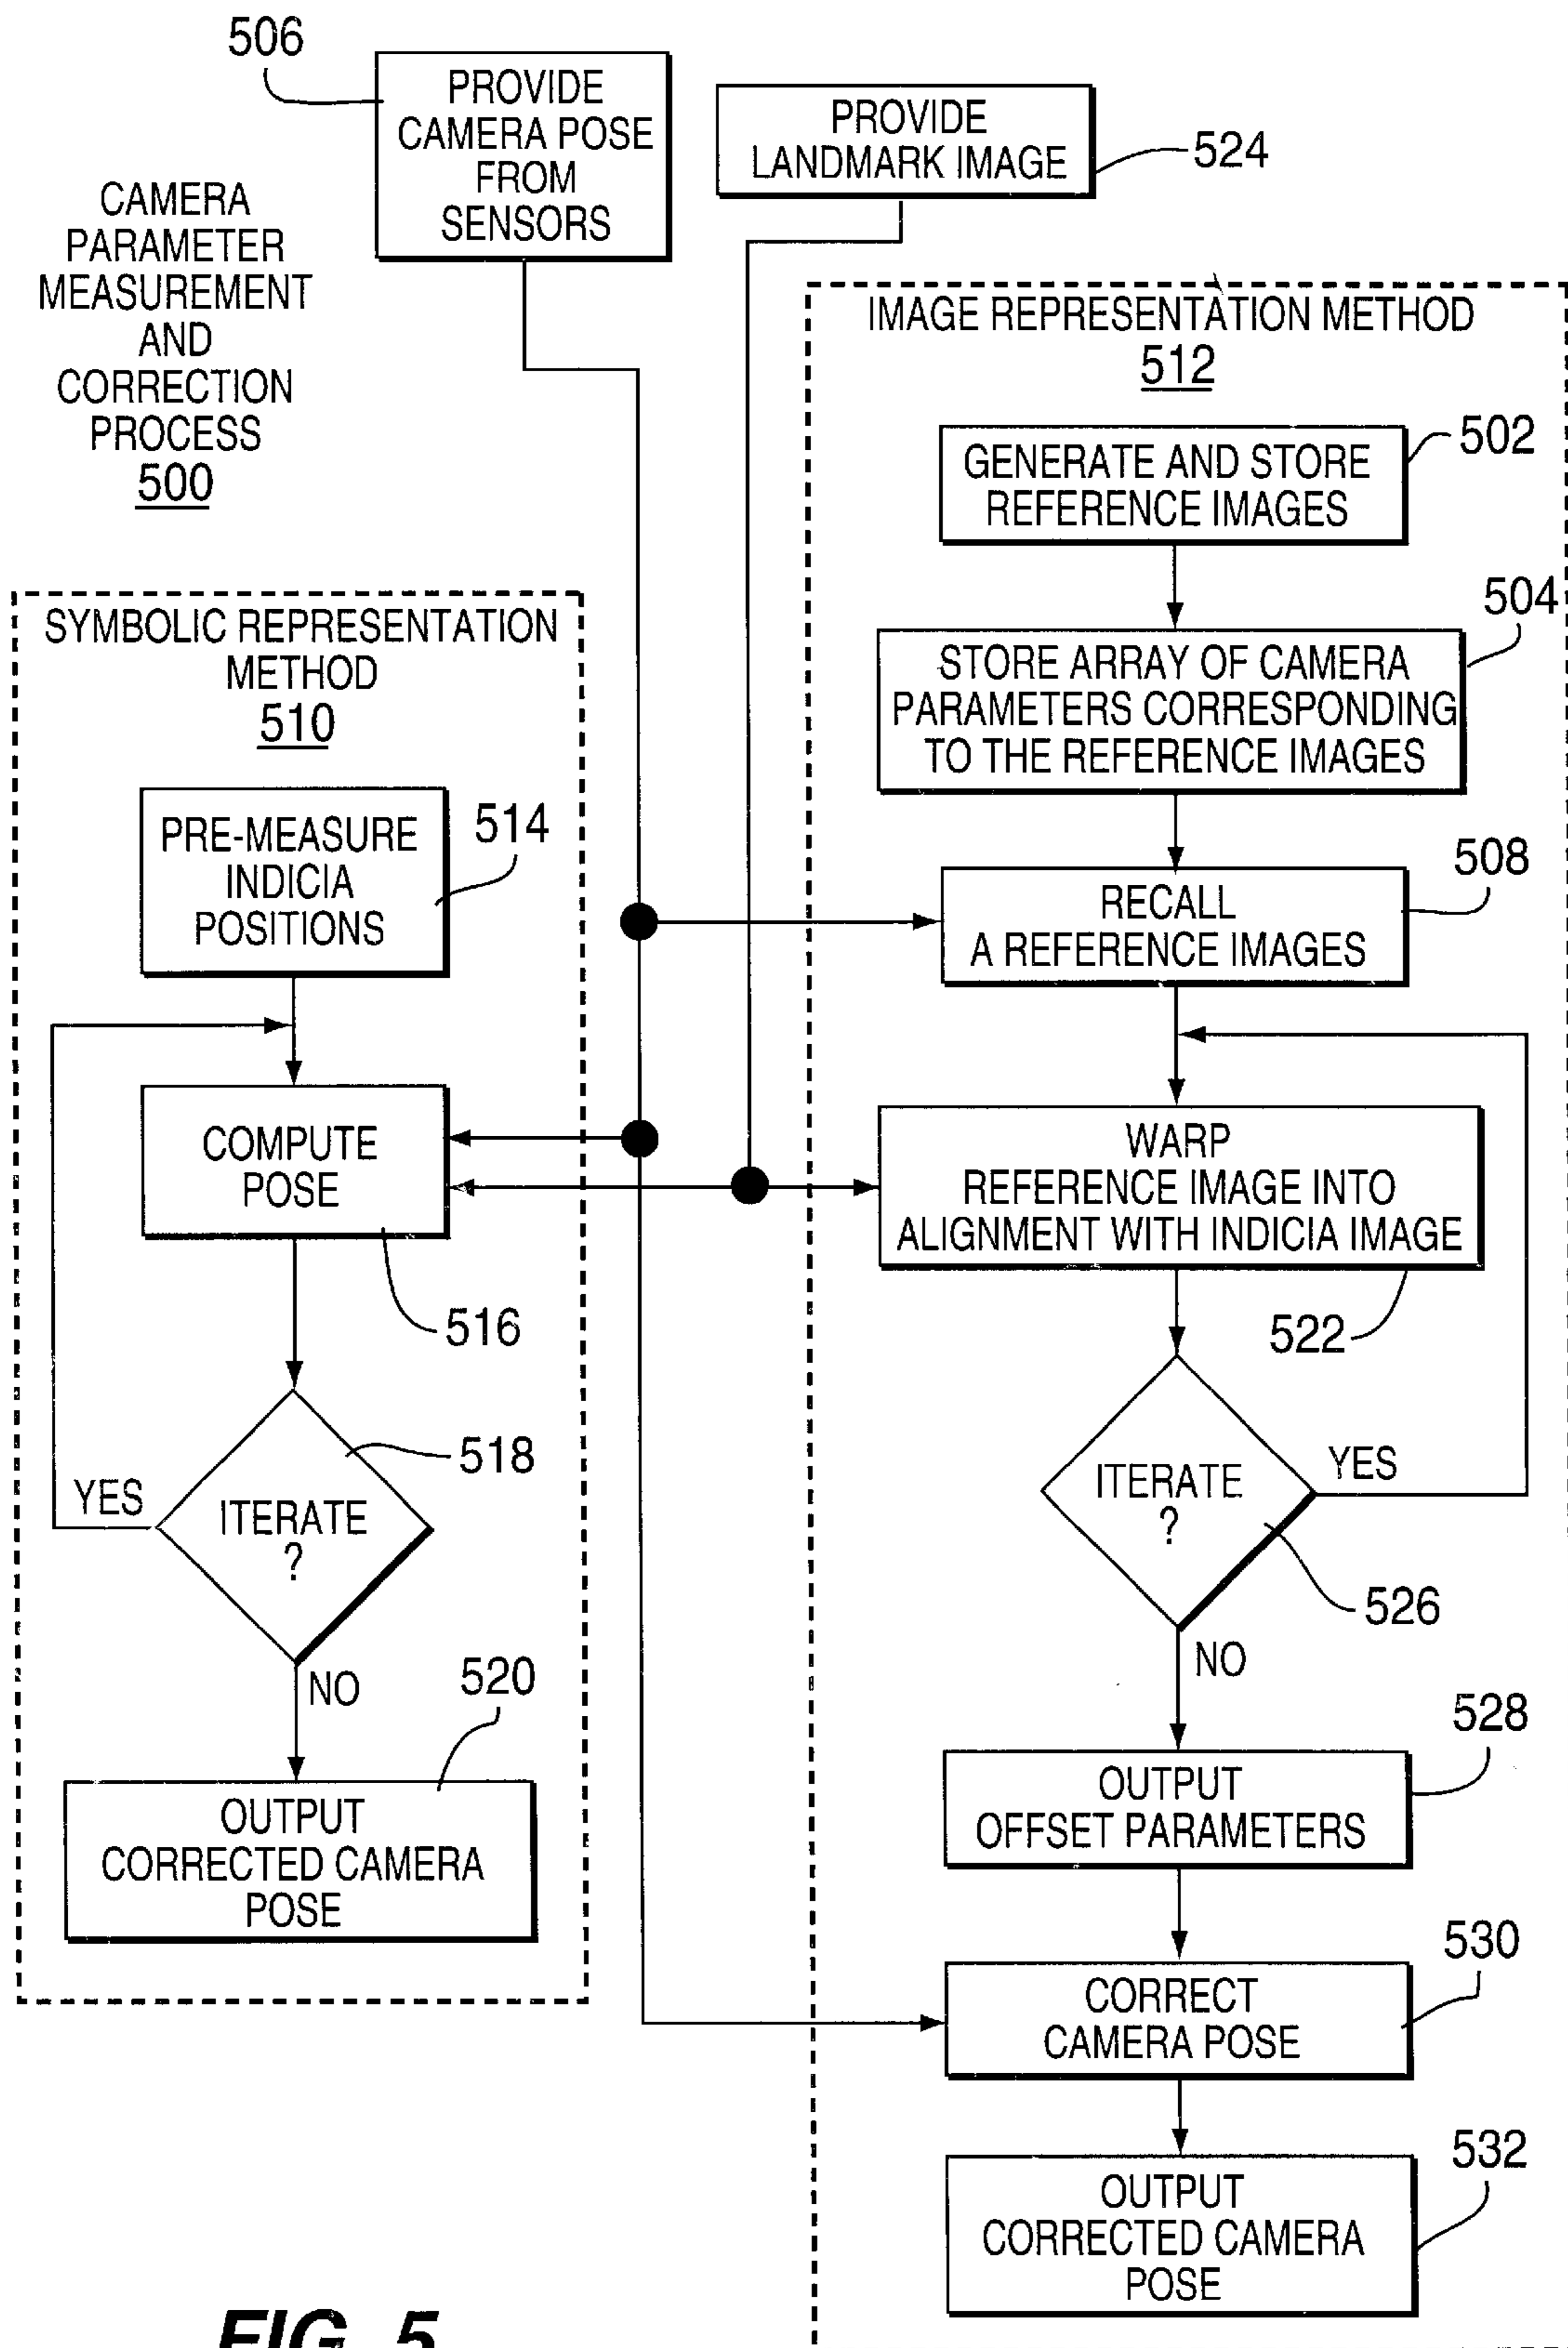 506
PROVIDE
CAMERA POSE
FROM
SENSORS
PROVIDE
LANDMARK IMAGE
524
CAMERA
PARAMETER
MEASUREMENT
AND
CORRECTION
PROCESS
500
IMAGE REPRESENTATION METHOD
512
GENERATE AND STORE
REFERENCE IMAGES
502
STORE ARRAY OF CAMERA
PARAMETERS CORRESPONDING
TO THE REFERENCE IMAGES
504
SYMBOLIC REPRESENTATION
METHOD
510
PRE-MEASURE
INDICIA
POSITIONS
514
RECALL
A REFERENCE IMAGES
508
COMPUTE
POSE
516
WARP
REFERENCE IMAGE INTO
ALIGNMENT WITH INDICIA IMAGE
522
ITERATE
?
518
YES
NO
ITERATE
?
YES
526
NO
520
OUTPUT
CORRECTED CAMERA
POSE
OUTPUT
OFFSET PARAMETERS
528
CORRECT
CAMERA POSE
530
OUTPUT
CORRECTED CAMERA
POSE
532
FIG. 5